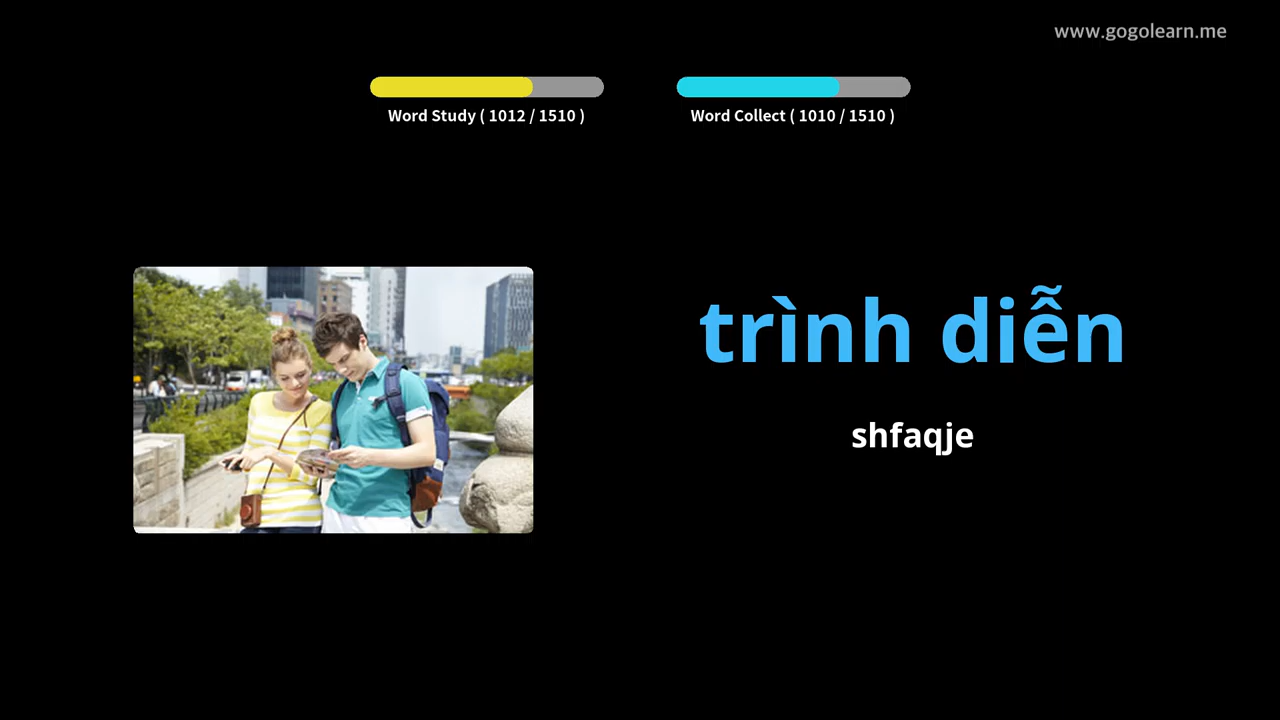 www.gogolearn.me
Word Study ( 1012 / 1510 )
Word Collect ( 1010 / 1510 )
trình diễn
shfaqje